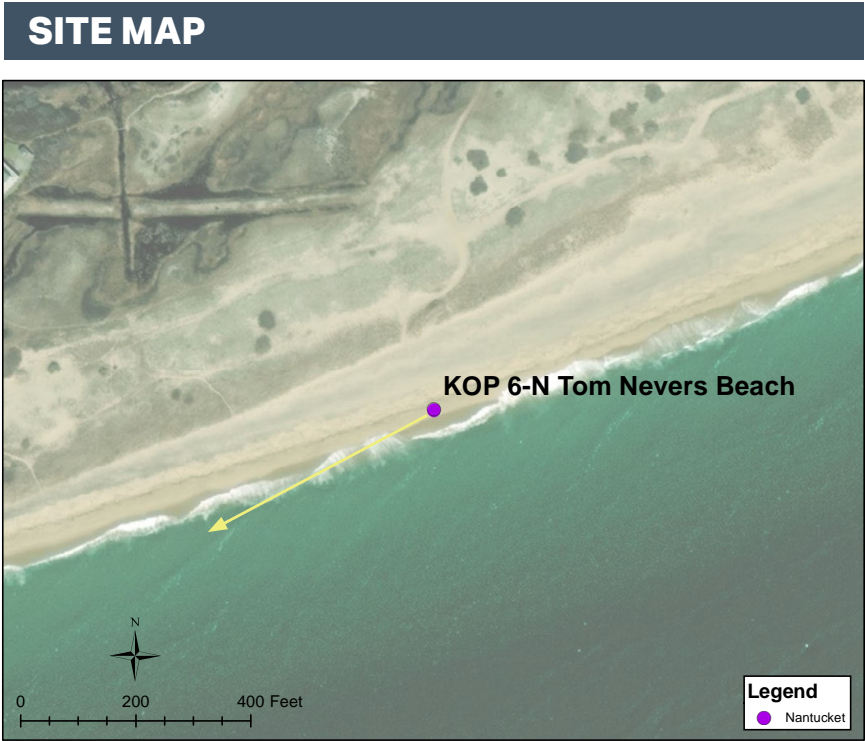 SITE MAP
KOP 6-N Tom Nevers Beach
N
0 200 400 Feet
Legend
Nantucket